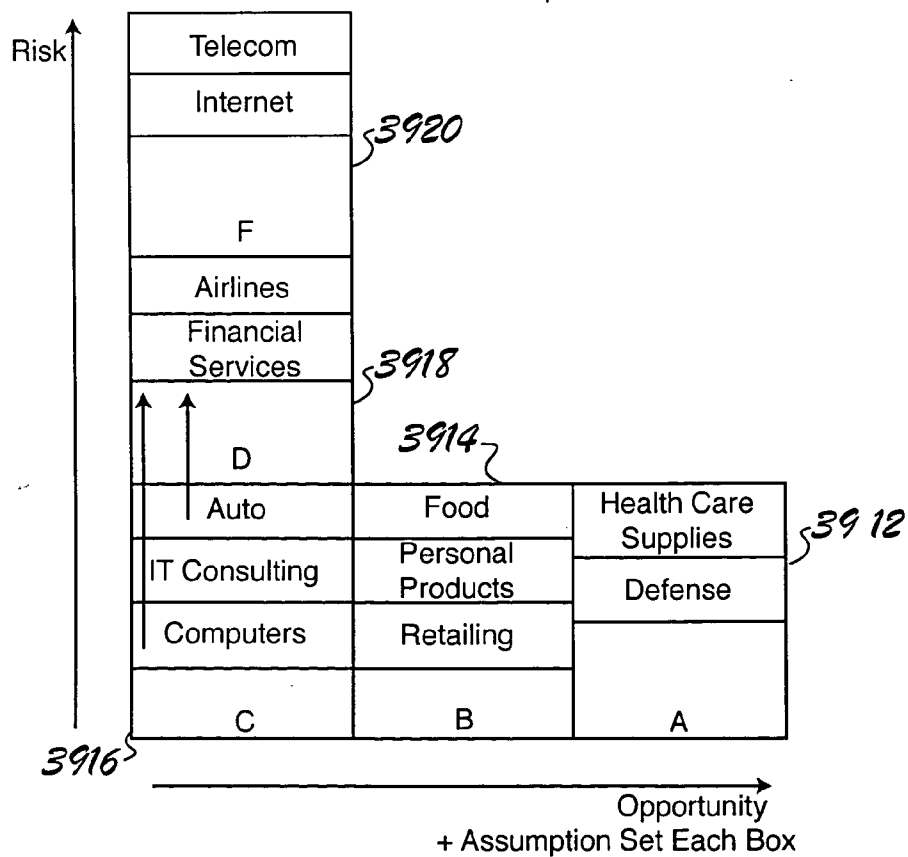 Risk
Telecom
Internet
3920
F
Airlines
Financial
Services
3918
D
3914
Auto
Food
Health Care
Supplies
3912
IT Consulting
Personal
Products
Defense
Computers
Retailing
C
B
A
3916
Opportunity
+ Assumption Set Each Box